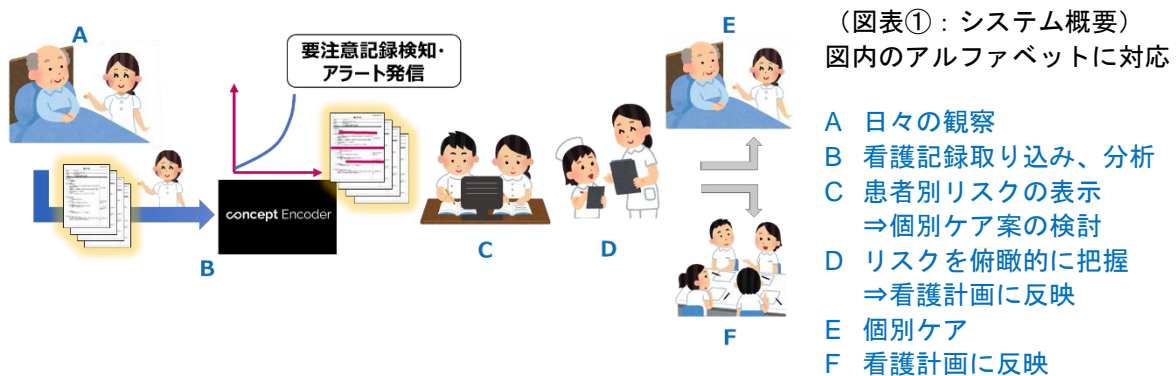 A
要注意記録検知・
アラート発信
concept Encoder
B
C
D
E
F
（図表①：システム概要）
図内のアルファベットに対応
A 日々の観察
B 看護記録取り込み、分析
C 患者別リスクの表示
⇒個別ケア案の検討
D リスクを俯瞰的に把握
⇒看護計画に反映
E 個別ケア
F 看護計画に反映